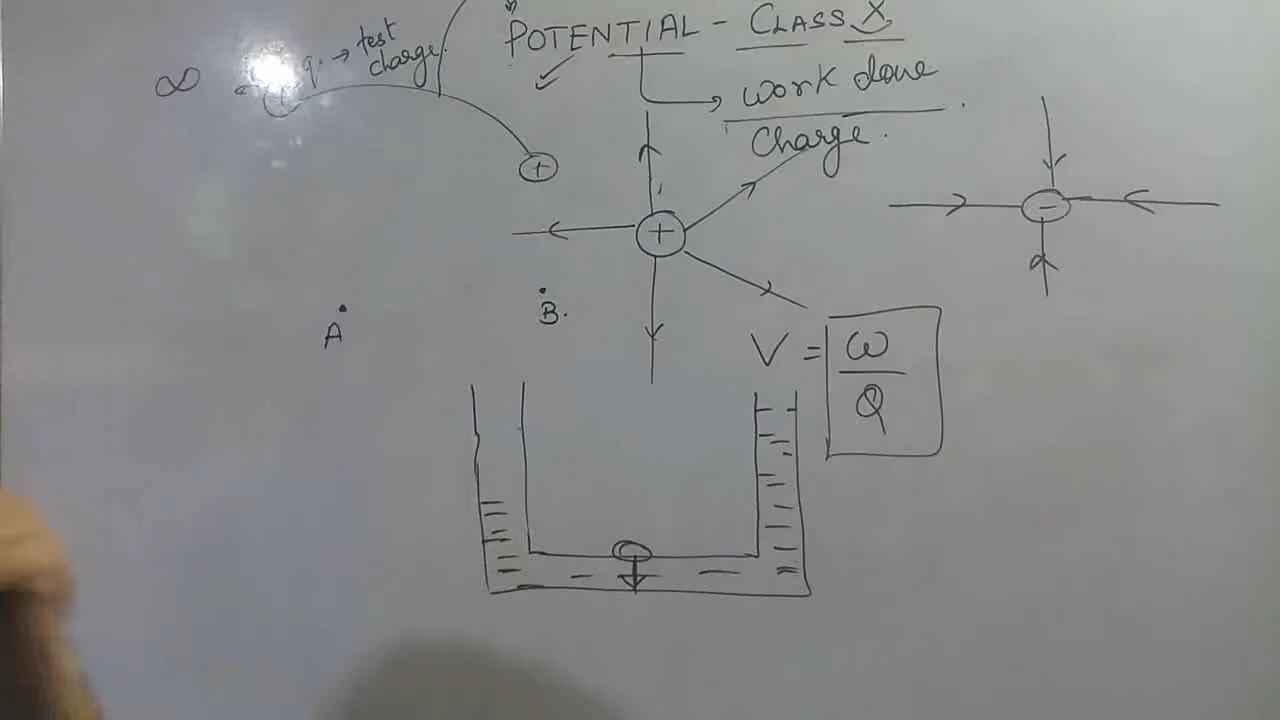 POTENTIAL - CLASS X
work done
charge.
∞
q. → test
charge.
+
+
-
A
B.
V = W
Q